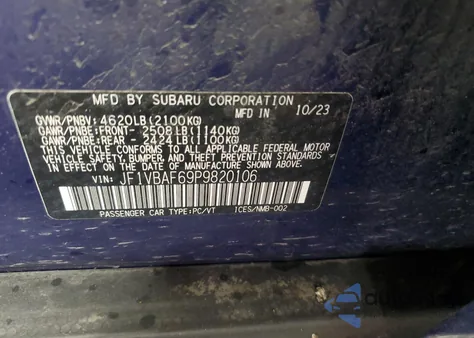 MFD BY SUBARU CORPORATION
MFD IN 10/23
GVWR/PNBV: 4620LB(2100KG)
GAWR/PNBE:FRONT- 2508LB(1140KG)
GAWR/PNBE:REAR - 2424LB(1100KG)
THIS VEHICLE CONFORMS TO ALL APPLICABLE FEDERAL MOTOR
VEHICLE SAFETY, BUMPER, AND THEFT PREVENTION STANDARDS
IN EFFECT ON THE DATE OF MANUFACTURE SHOWN ABOVE.
VIN: JF1VBAF69P9820106
PASSENGER CAR TYPE:PC/VT ICES/NMB-002